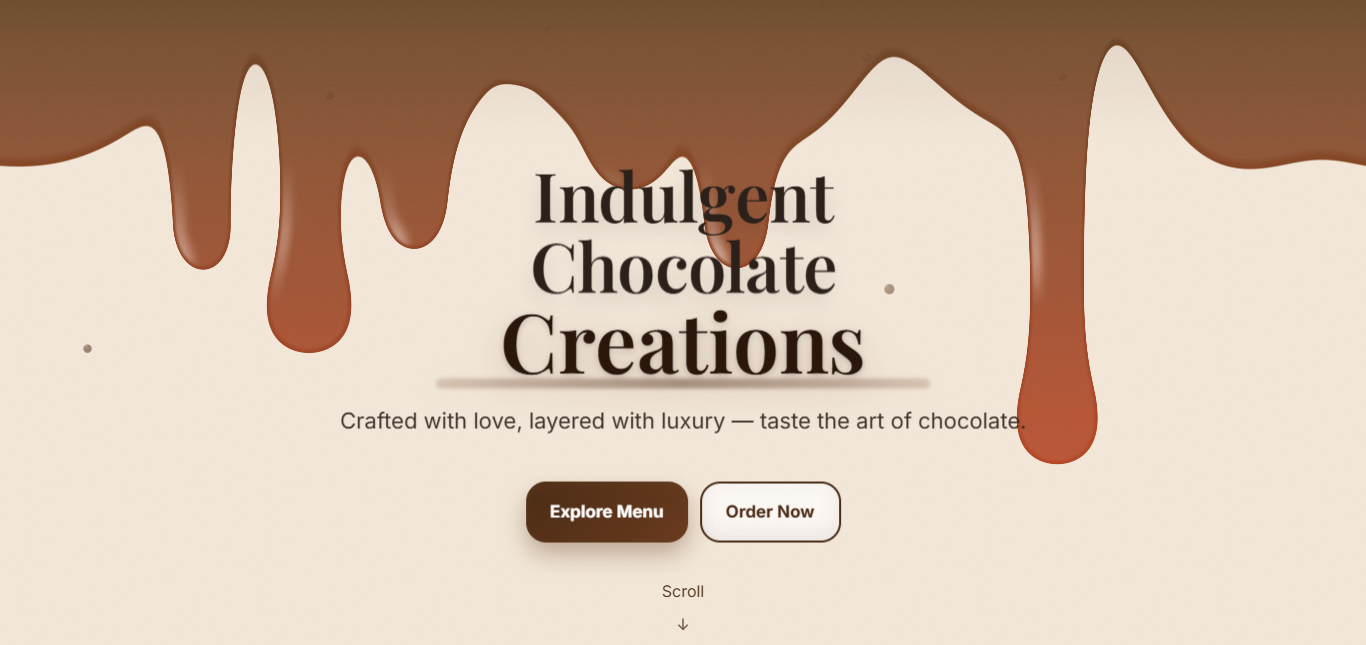 Indulgent
Chocolate
Creations
Crafted with love, layered with luxury — taste the art of chocolate.
Explore Menu
Order Now
Scroll
↓